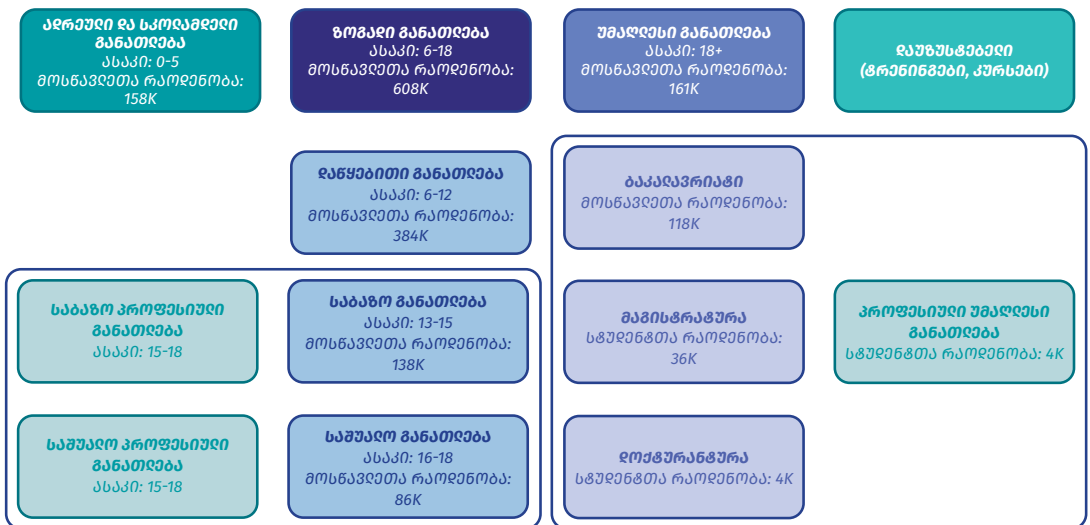 ადრეული და სკოლამდელი
განათლება
ასაკი: 0-5
მოსწავლეთა რაოდენობა:
158K
ზოგადი განათლება
ასაკი: 6-18
მოსწავლეთა რაოდენობა:
608K
უმაღლესი განათლება
ასაკი: 18+
მოსწავლეთა რაოდენობა:
161K
დაუზუსტებელი
(ტრენინგები, კურსები)
დაწყებითი განათლება
ასაკი: 6-12
მოსწავლეთა რაოდენობა:
384K
ბაკალავრიატი
მოსწავლეთა რაოდენობა:
118K
საბაზო პროფესიული
განათლება
ასაკი: 15-18
საბაზო განათლება
ასაკი: 13-15
მოსწავლეთა რაოდენობა:
138K
მაგისტრატურა
სტუდენტთა რაოდენობა:
36K
პროფესიული უმაღლესი
განათლება
სტუდენტთა რაოდენობა: 4K
საშუალო პროფესიული
განათლება
ასაკი: 15-18
საშუალო განათლება
ასაკი: 16-18
მოსწავლეთა რაოდენობა:
86K
დოქტურანტურა
სტუდენტთა რაოდენობა: 4K